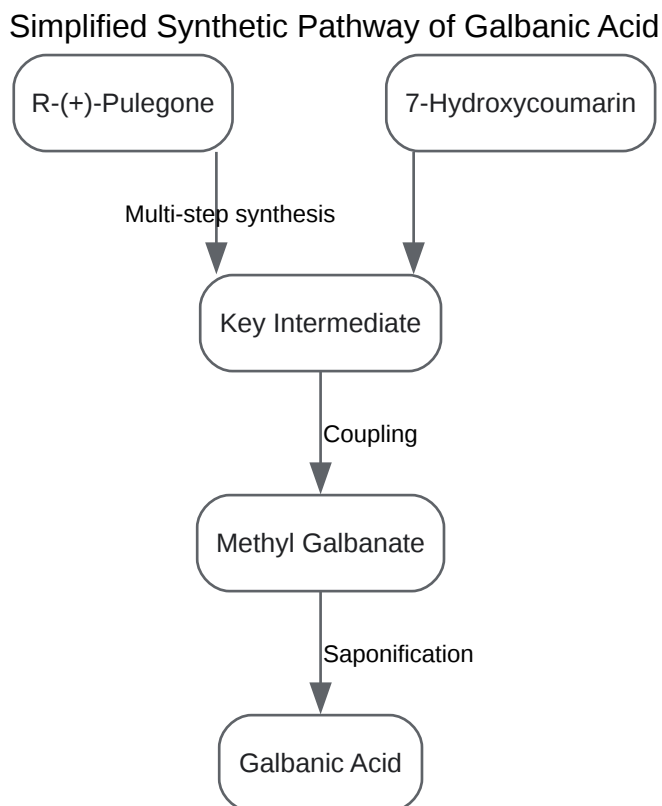 Simplified Synthetic Pathway of Galbanic Acid
R-(+)-Pulegone
7-Hydroxycoumarin
Multi-step synthesis
Key Intermediate
Coupling
Methyl Galbanate
Saponification
Galbanic Acid